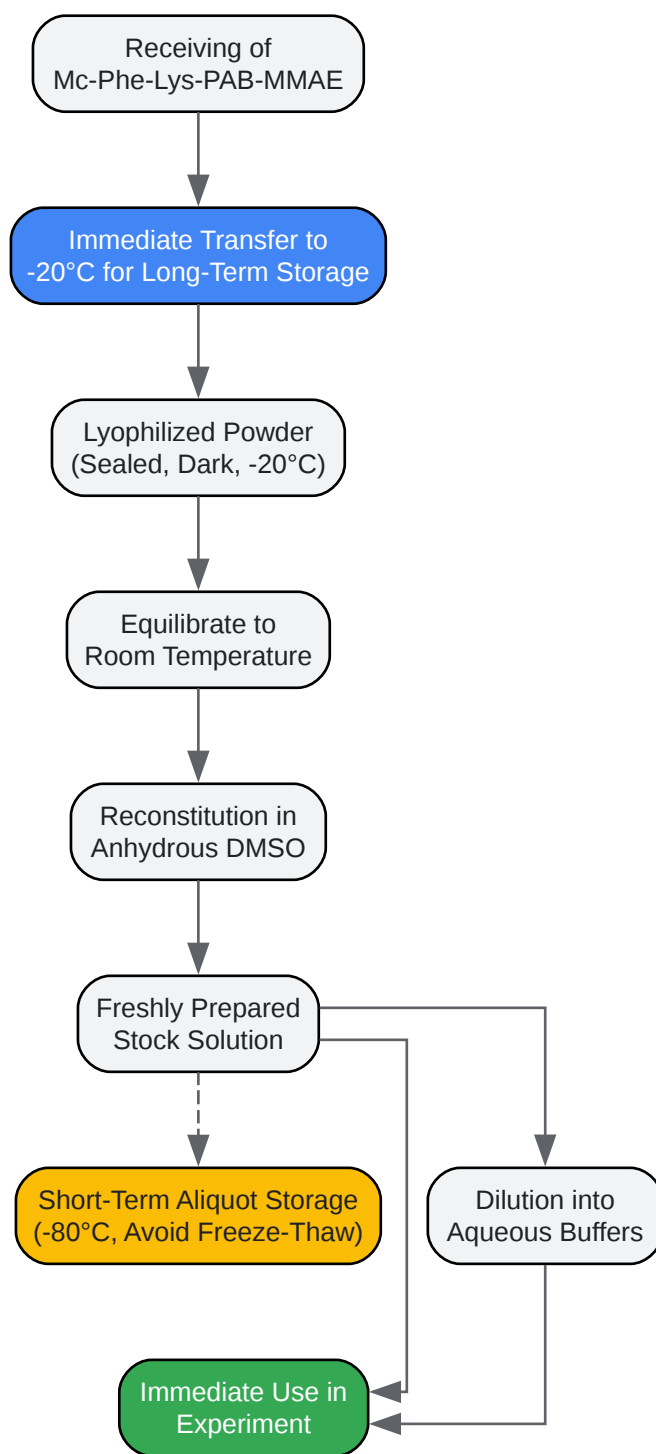 Receiving of
Mc-Phe-Lys-PAB-MMAE
Immediate Transfer to
-20°C for Long-Term Storage
Lyophilized Powder
(Sealed, Dark, -20°C)
Equilibrate to
Room Temperature
Reconstitution in
Anhydrous DMSO
Freshly Prepared
Stock Solution
Short-Term Aliquot Storage
(-80°C, Avoid Freeze-Thaw)
Dilution into
Aqueous Buffers
Immediate Use in
Experiment